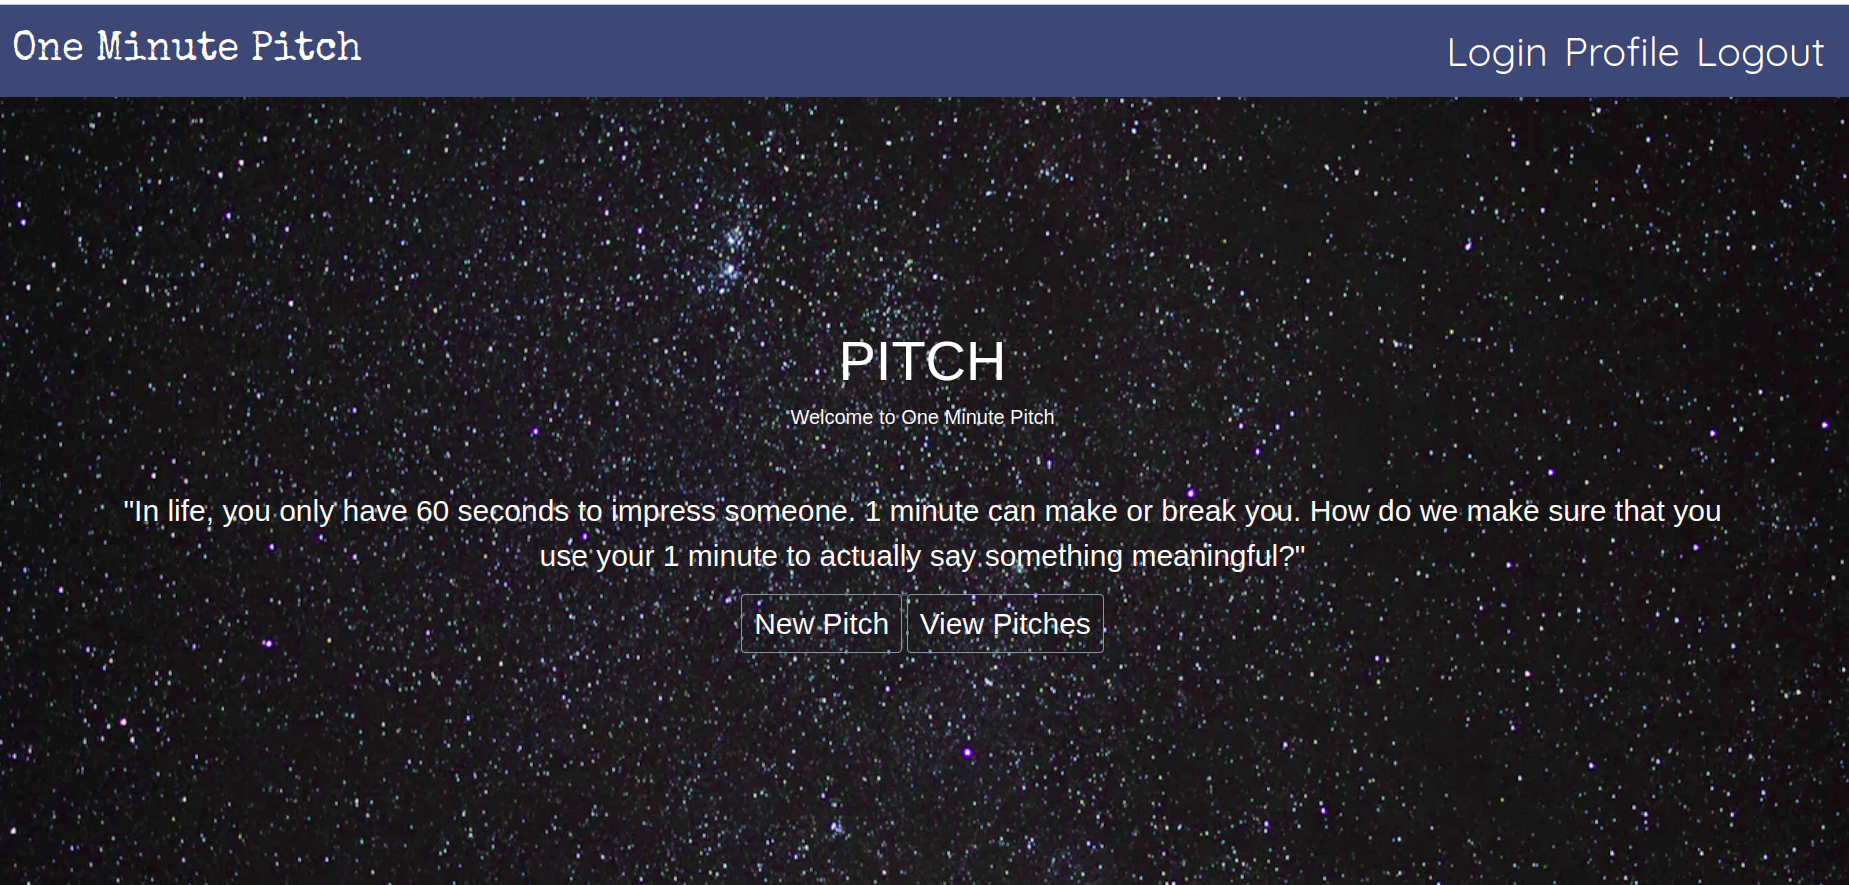 One Minute Pitch
Login Profile Logout
PITCH
Welcome to One Minute Pitch
"In life, you only have 60 seconds to impress someone. 1 minute can make or break you. How do we make sure that you
use your 1 minute to actually say something meaningful?"
New Pitch View Pitches